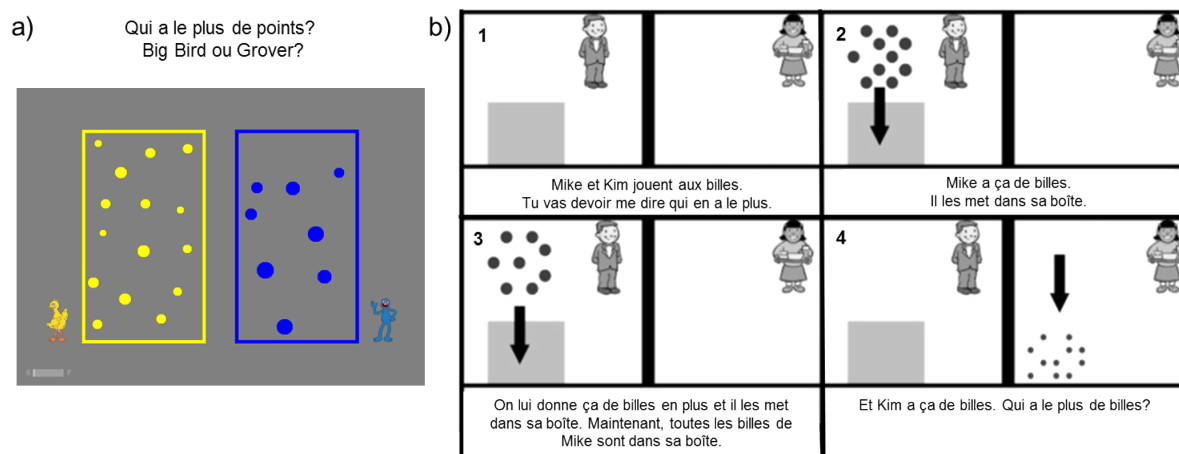 a)
Qui a le plus de points?
Big Bird ou Grover?
b)
1
Mike et Kim jouent aux billes.
Tu vas devoir me dire qui en a le plus.
2
Mike a ça de billes.
Il les met dans sa boîte.
3
On lui donne ça de billes en plus et il les met
dans sa boîte. Maintenant, toutes les billes de
Mike sont dans sa boîte.
4
Et Kim a ça de billes. Qui a le plus de billes?